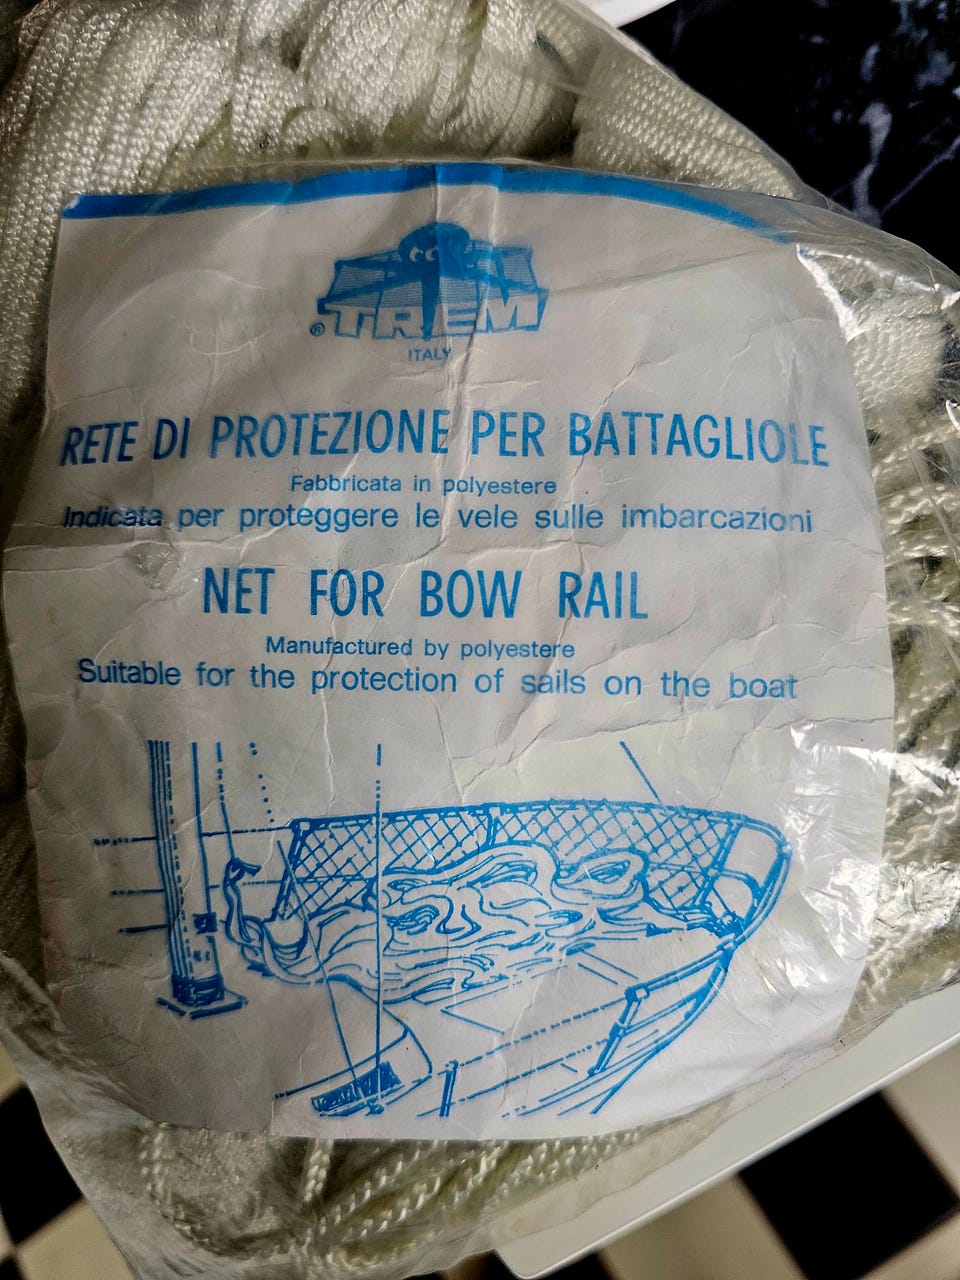 ® TREM
ITALY
RETE DI PROTEZIONE PER BATTAGLIOLE
Fabbricata in polyestere
Indicata per proteggere le vele sulle imbarcazioni
NET FOR BOW RAIL
Manufactured by polyestere
Suitable for the protection of sails on the boat